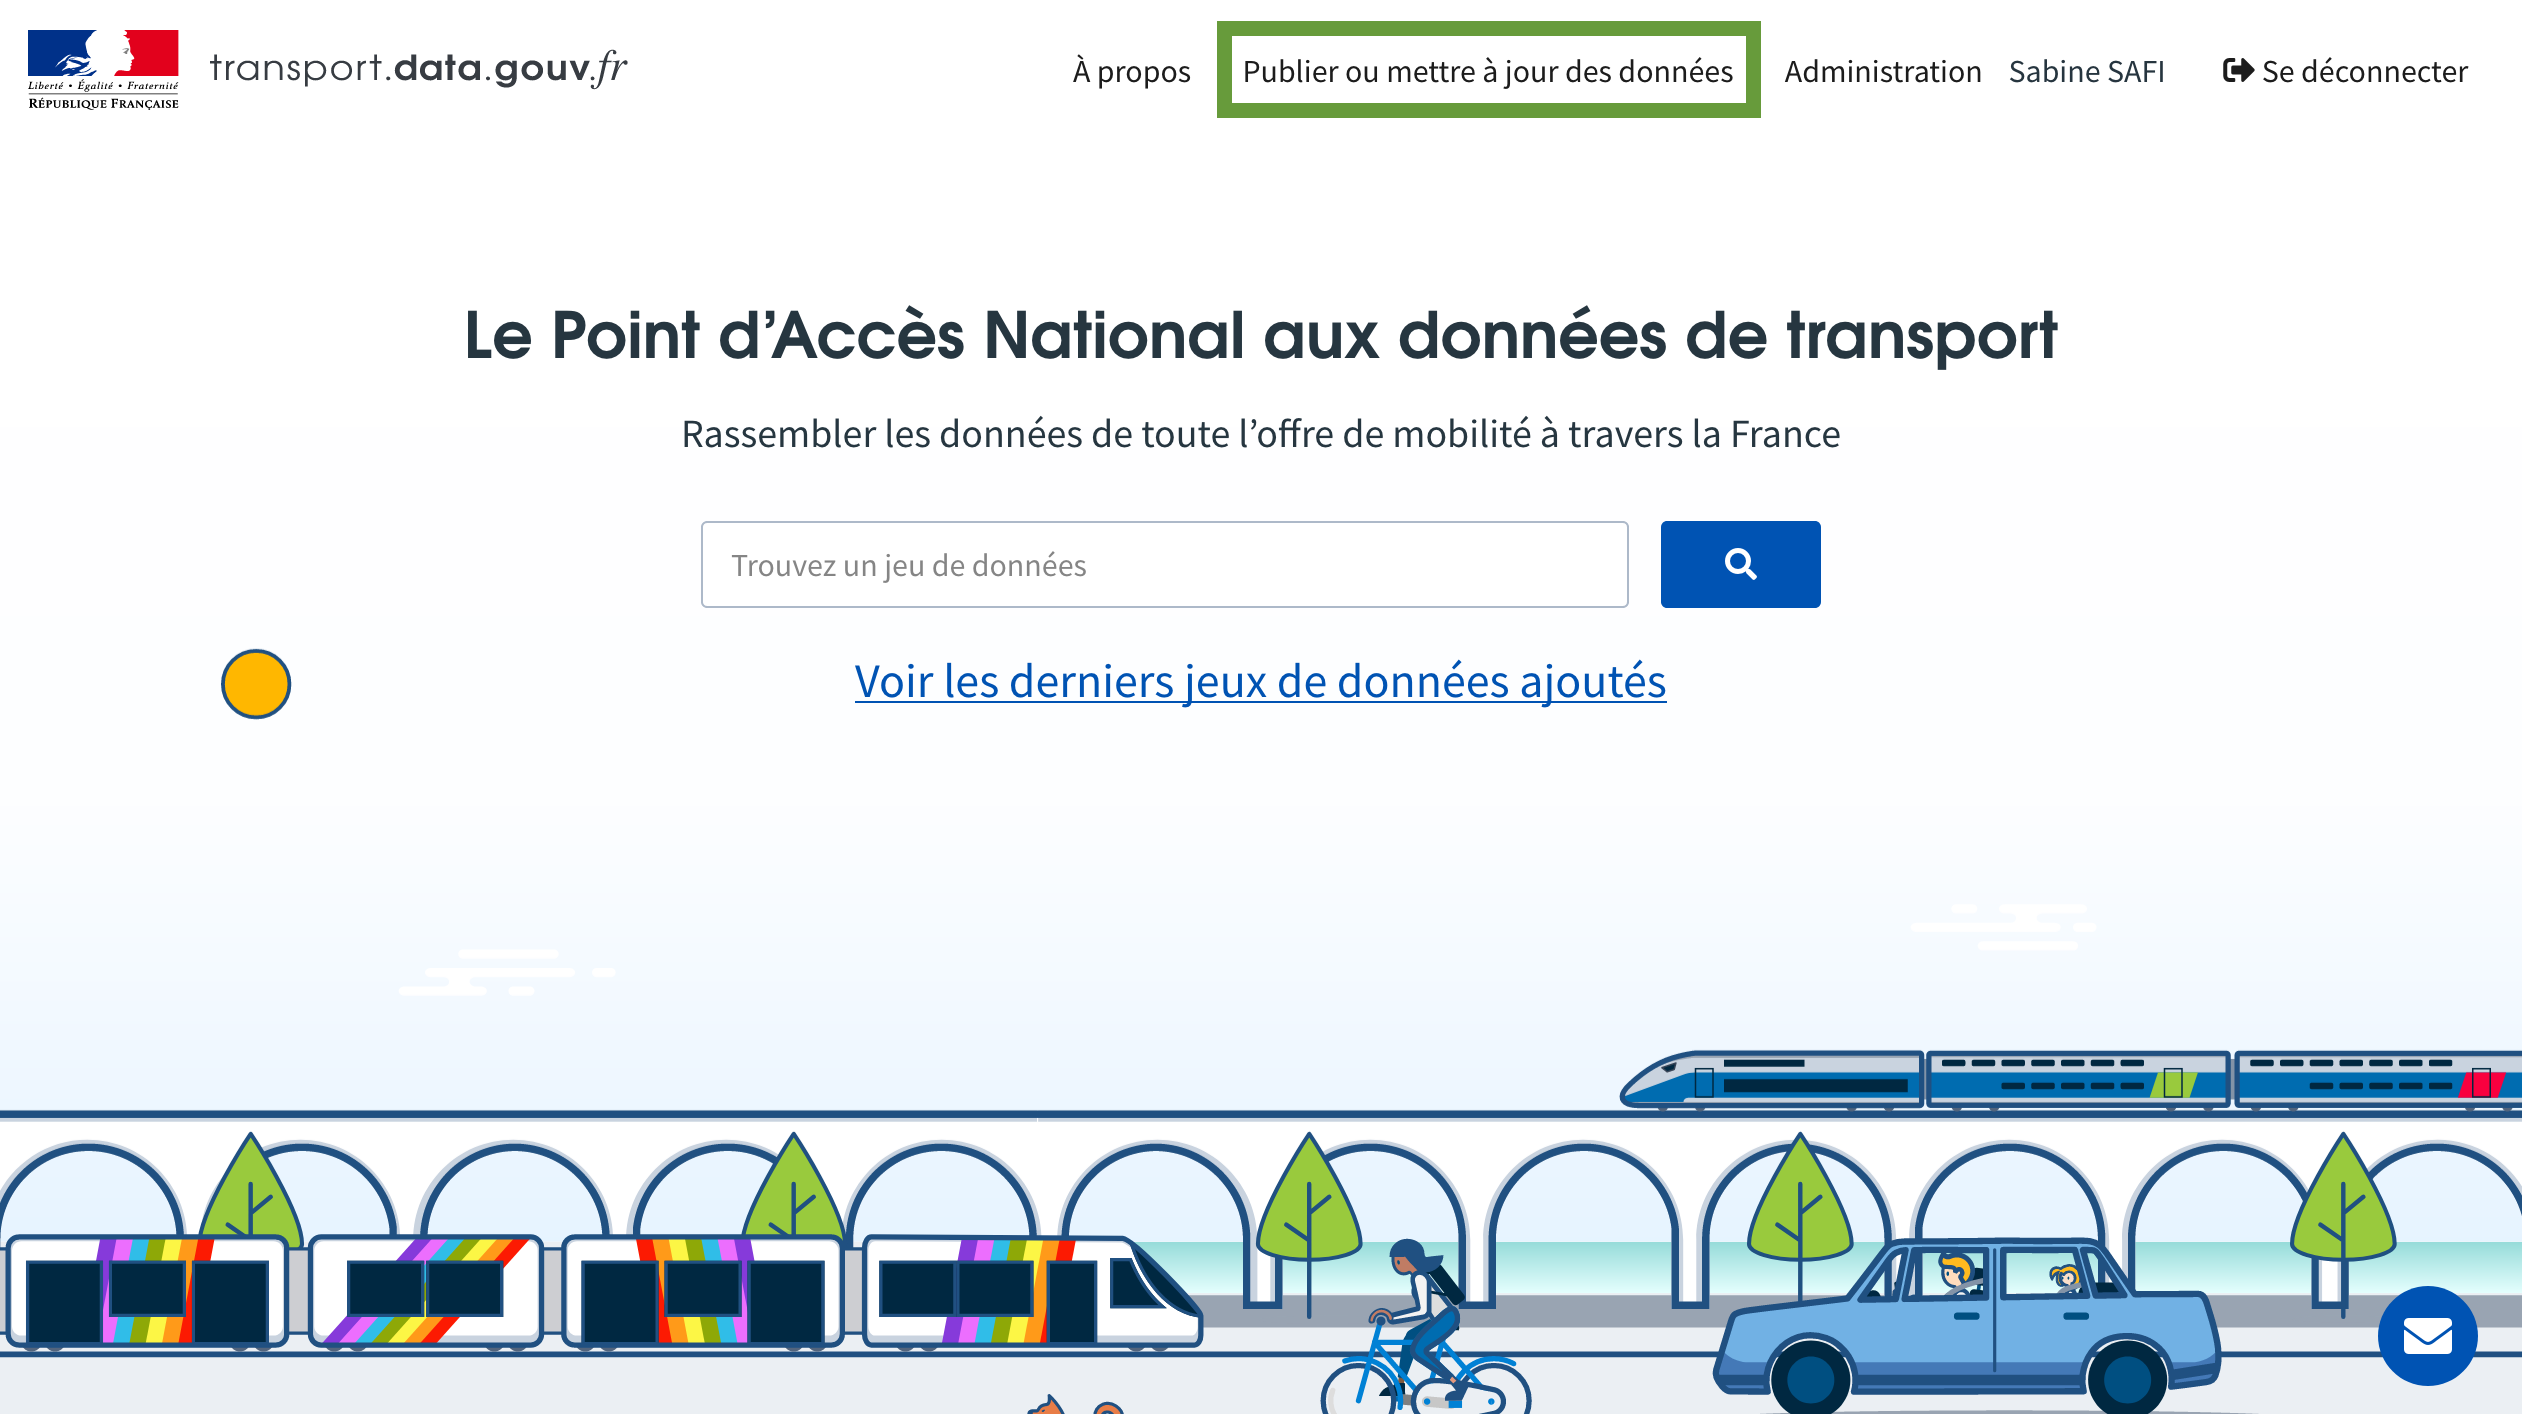 Liberté • Égalité • Fraternité
RÉPUBLIQUE FRANÇAISE
transport.data.gouv.fr
À propos
Publier ou mettre à jour des données
Administration
Sabine SAFI
Se déconnecter
Le Point d’Accès National aux données de transport
Rassembler les données de toute l’offre de mobilité à travers la France
Trouvez un jeu de données
Voir les derniers jeux de données ajoutés